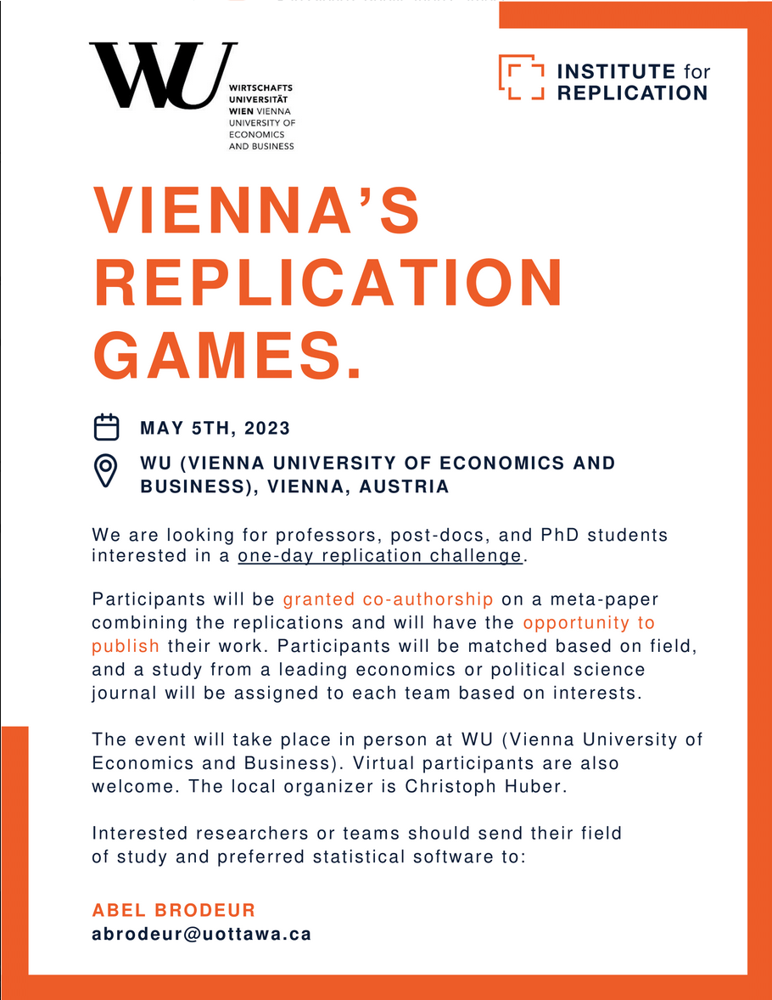 WU
WIRTSCHAFTS
UNIVERSITÄT
WIEN VIENNA
UNIVERSITY OF
ECONOMICS
AND BUSINESS
INSTITUTE for
REPLICATION
VIENNA’S
REPLICATION
GAMES.
MAY 5TH, 2023
WU (VIENNA UNIVERSITY OF ECONOMICS AND
BUSINESS), VIENNA, AUSTRIA
We are looking for professors, post-docs, and PhD students
interested in a one-day replication challenge.
Participants will be granted co-authorship on a meta-paper
combining the replications and will have the opportunity to
publish their work. Participants will be matched based on field,
and a study from a leading economics or political science
journal will be assigned to each team based on interests.
The event will take place in person at WU (Vienna University of
Economics and Business). Virtual participants are also
welcome. The local organizer is Christoph Huber.
Interested researchers or teams should send their field
of study and preferred statistical software to:
ABEL BRODEUR
abrodeur@uottawa.ca